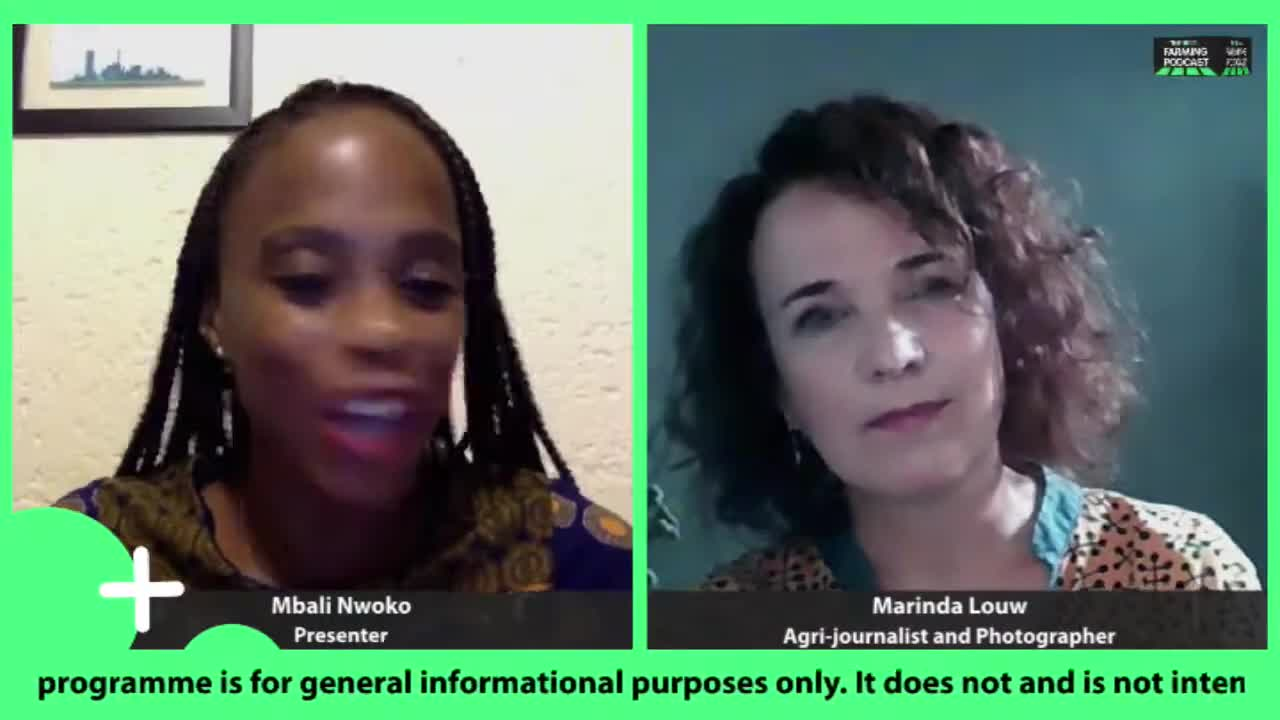 FARMING
PODCAST
Mbali Nwoko
Presenter
Marinda Louw
Agri-journalist and Photographer
programme is for general informational purposes only. It does not and is not inten